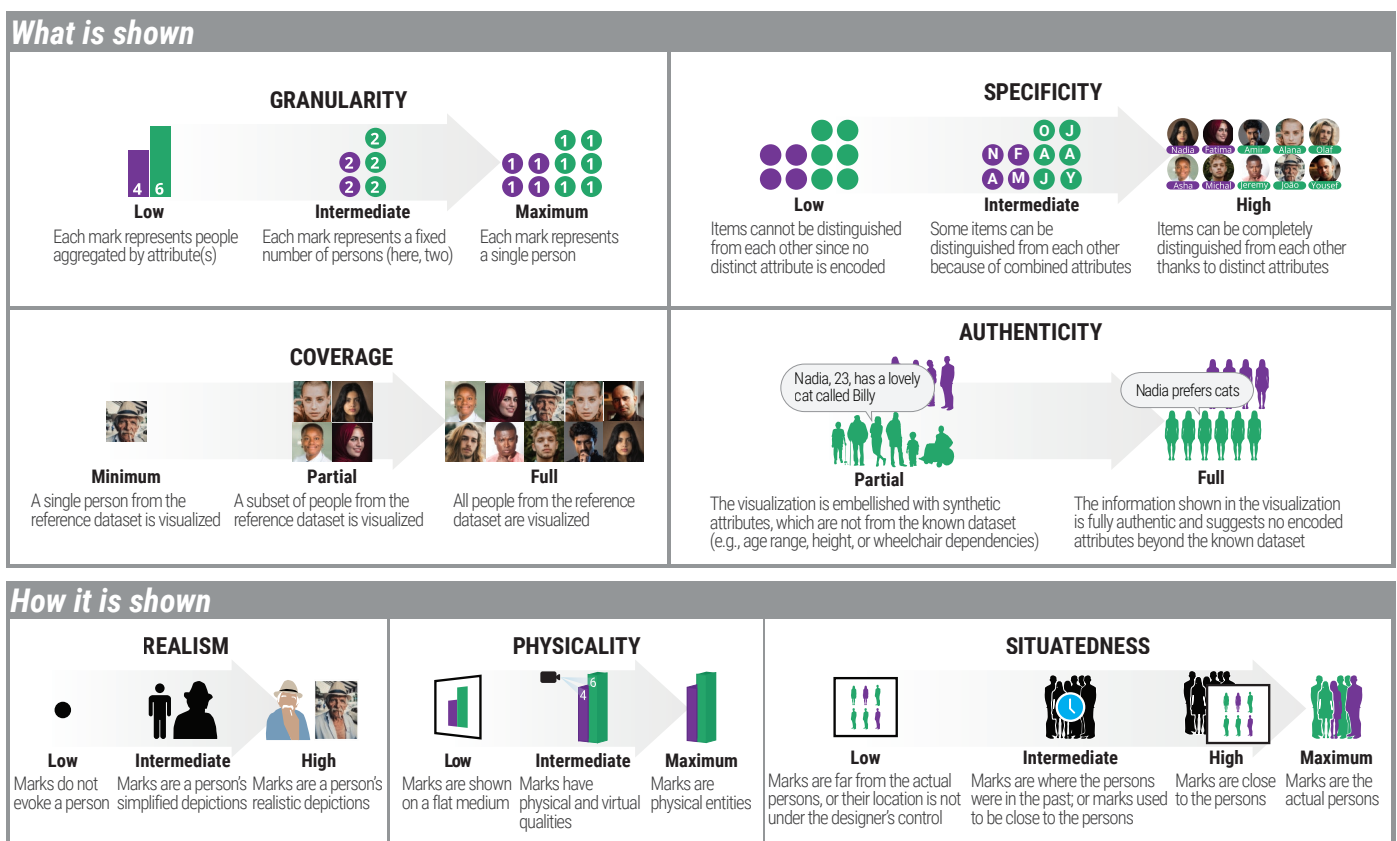 What is shown
GRANULARITY
4 6
2
2 2
2 2
1 1
1 1 1 1
1 1 1 1
Low
Intermediate
Maximum
Each mark represents people
aggregated by attribute(s)
Each mark represents a fixed
number of persons (here, two)
Each mark represents
a single person
SPECIFICITY
O J
N F A A
A M J Y
Nadia Fatima Amir Alana Olaf
Asha Michal Jeremy João Yousef
Low
Intermediate
High
Items cannot be distinguished
from each other since no
distinct attribute is encoded
Some items can be
distinguished from each other
because of combined attributes
Items can be completely
distinguished from each other
thanks to distinct attributes
COVERAGE
Minimum
Partial
Full
A single person from the
reference dataset is visualized
A subset of people from the
reference dataset is visualized
All people from the reference
dataset are visualized
AUTHENTICITY
Nadia, 23, has a lovely
cat called Billy
Nadia prefers cats
Partial
Full
The visualization is embellished with synthetic
attributes, which are not from the known dataset
(e.g., age range, height, or wheelchair dependencies)
The information shown in the visualization
is fully authentic and suggests no encoded
attributes beyond the known dataset
How it is shown
REALISM
Low
Intermediate
High
Marks do not
evoke a person
Marks are a person's
simplified depictions
Marks are a person's
realistic depictions
PHYSICALITY
4 6
Low
Intermediate
Maximum
Marks are shown
on a flat medium
Marks have
physical and virtual
qualities
Marks are
physical entities
SITUATEDNESS
Low
Intermediate
High
Maximum
Marks are far from the actual
persons, or their location is not
under the designer's control
Marks are where the persons
were in the past; or marks used
to be close to the persons
Marks are close
to the persons
Marks are the
actual persons